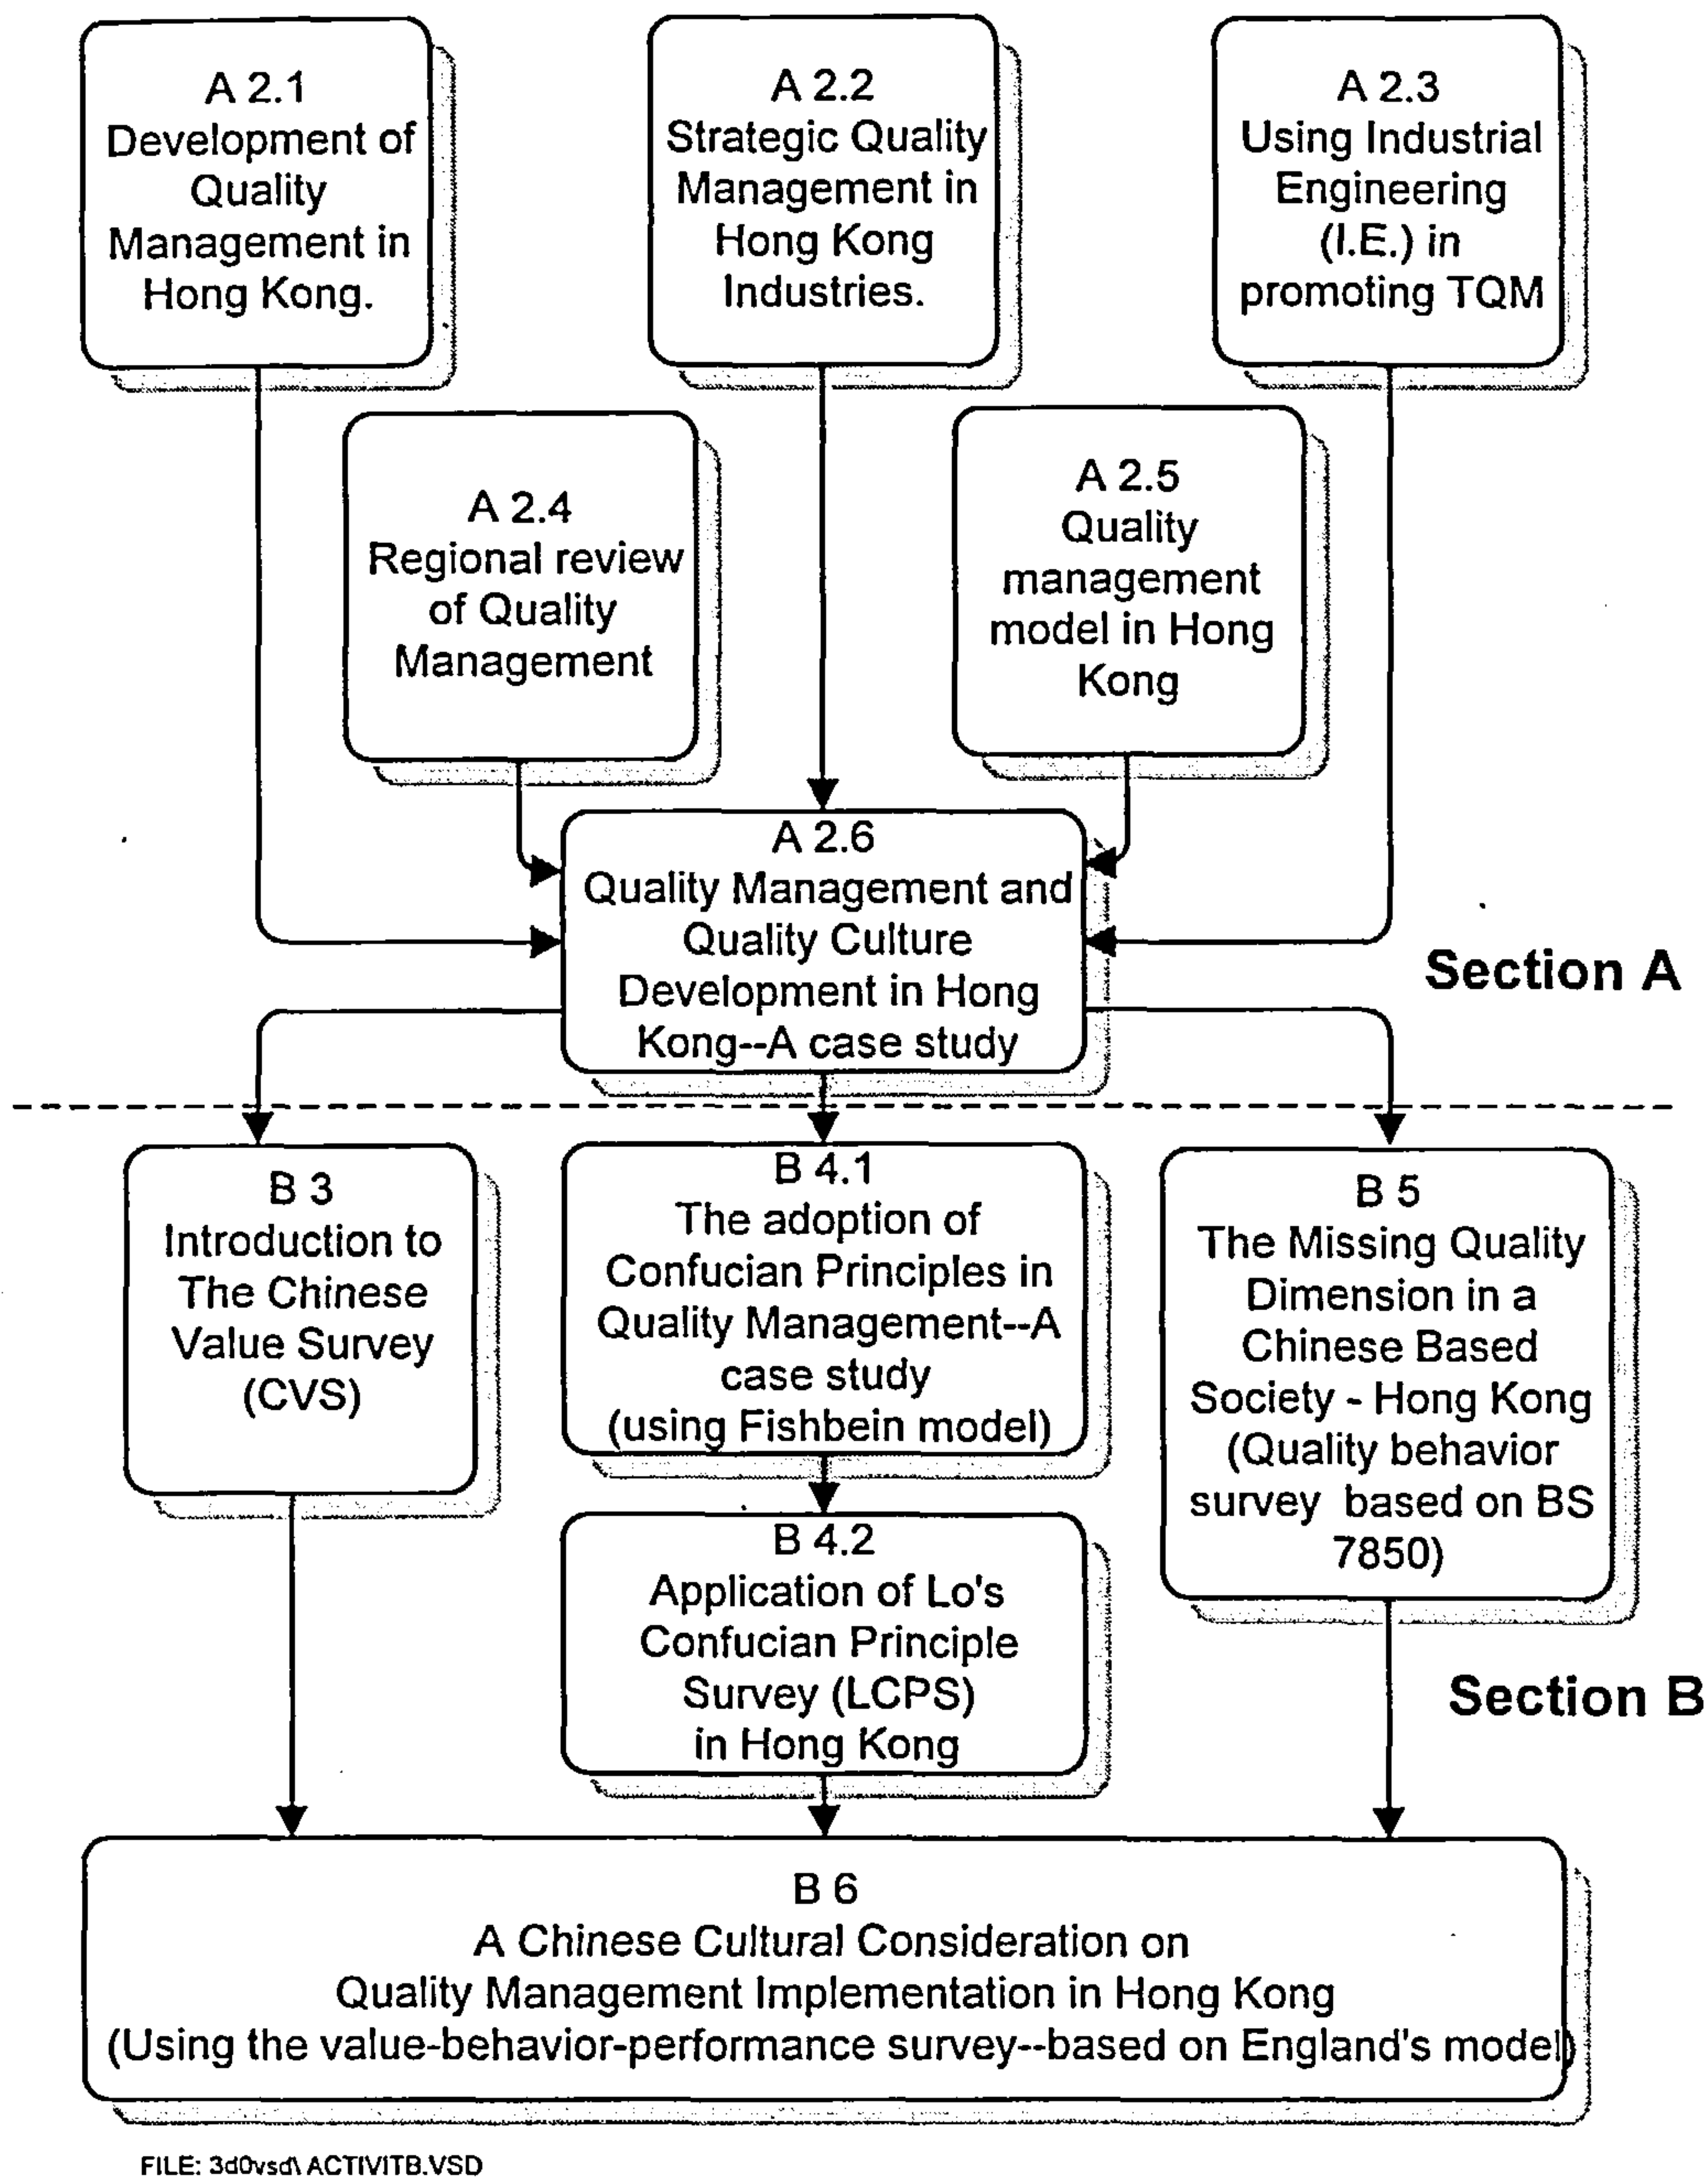 A 2.1
Development of
Quality
Management in
Hong Kong.
A 2.2
Strategic Quality
Management in
Hong Kong
Industries.
A 2.3
Using Industrial
Engineering
(I.E.) in
promoting TQM
A 2.4
Regional review
of Quality
Management
A 2.5
Quality
management
model in Hong
Kong
A 2.6
Quality Management and
Quality Culture
Development in Hong
Kong--A case study
Section A
B 3
Introduction to
The Chinese
Value Survey
(CVS)
B 4.1
The adoption of
Confucian Principles in
Quality Management--A
case study
(using Fishbein model)
B 5
The Missing Quality
Dimension in a
Chinese Based
Society - Hong Kong
(Quality behavior
survey based on BS
7850)
B 4.2
Application of Lo's
Confucian Principle
Survey (LCPS)
in Hong Kong
Section B
B 6
A Chinese Cultural Consideration on
Quality Management Implementation in Hong Kong
(Using the value-behavior-performance survey--based on England's model)
FILE: 3d0vsd\ACTIVITB.VSD